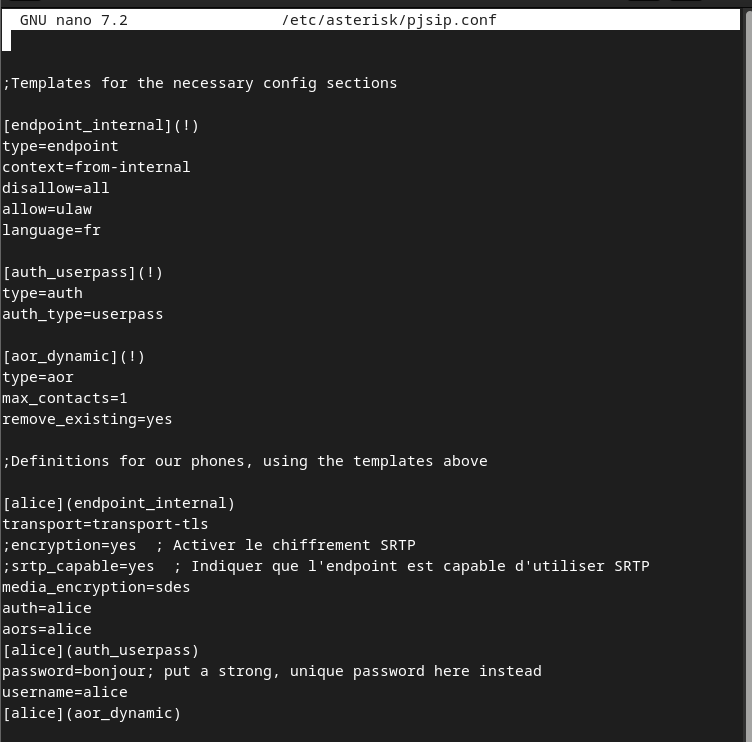 GNU nano 7.2 /etc/asterisk/pjsip.conf
;Templates for the necessary config sections
[endpoint_internal](!)
type=endpoint
context=from-internal
disallow=all
allow=ulaw
language=fr
[auth_userpass](!)
type=auth
auth_type=userpass
[aor_dynamic](!)
type=aor
max_contacts=1
remove_existing=yes
;Definitions for our phones, using the templates above
[alice](endpoint_internal)
transport=transport-tls
;encryption=yes  ; Activer le chiffrement SRTP
;srtp_capable=yes  ; Indiquer que l'endpoint est capable d'utiliser SRTP
media_encryption=sdes
auth=alice
aors=alice
[alice](auth_userpass)
password=bonjour; put a strong, unique password here instead
username=alice
[alice](aor_dynamic)